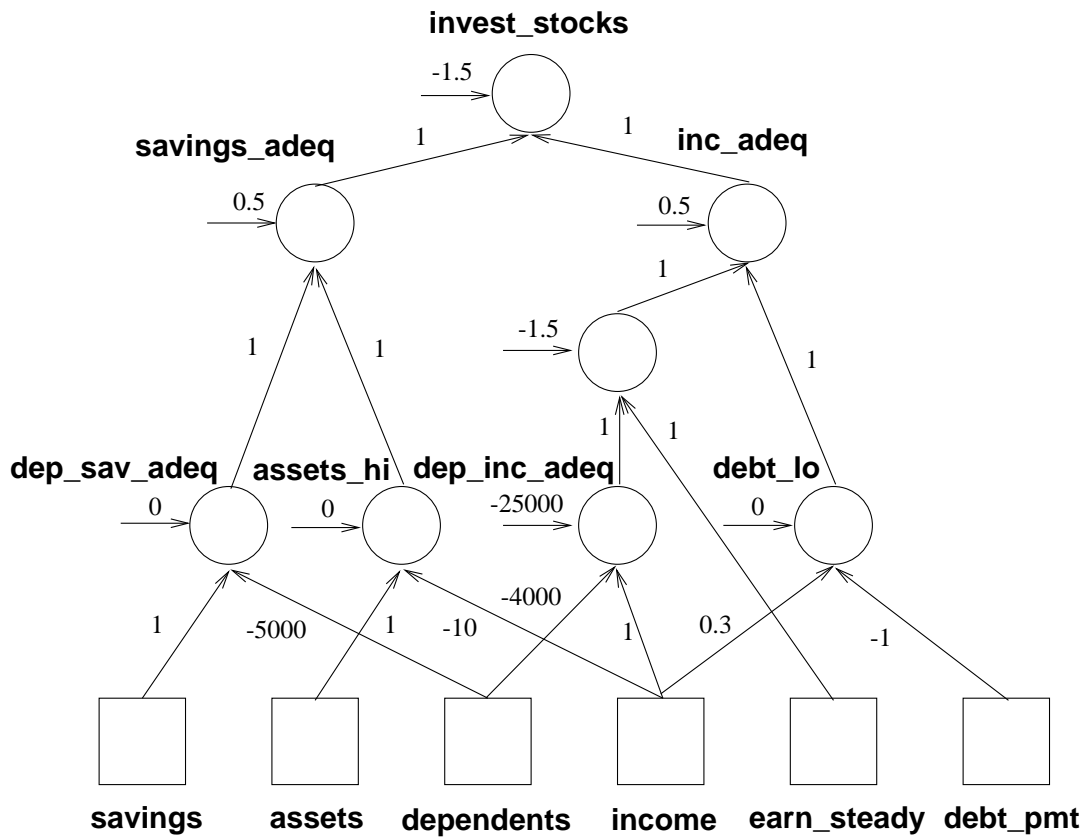 invest_stocks
-1.5
1 1
savings_adeq inc_adeq
0.5 0.5
1
-1.5
1 1 1
1 1
dep_sav_adeq assets_hi dep_inc_adeq debt_lo
0 0 -25000 0
-4000
1 -5000 1 -10 1 0.3 -1
savings assets dependents income earn_steady debt_pmt